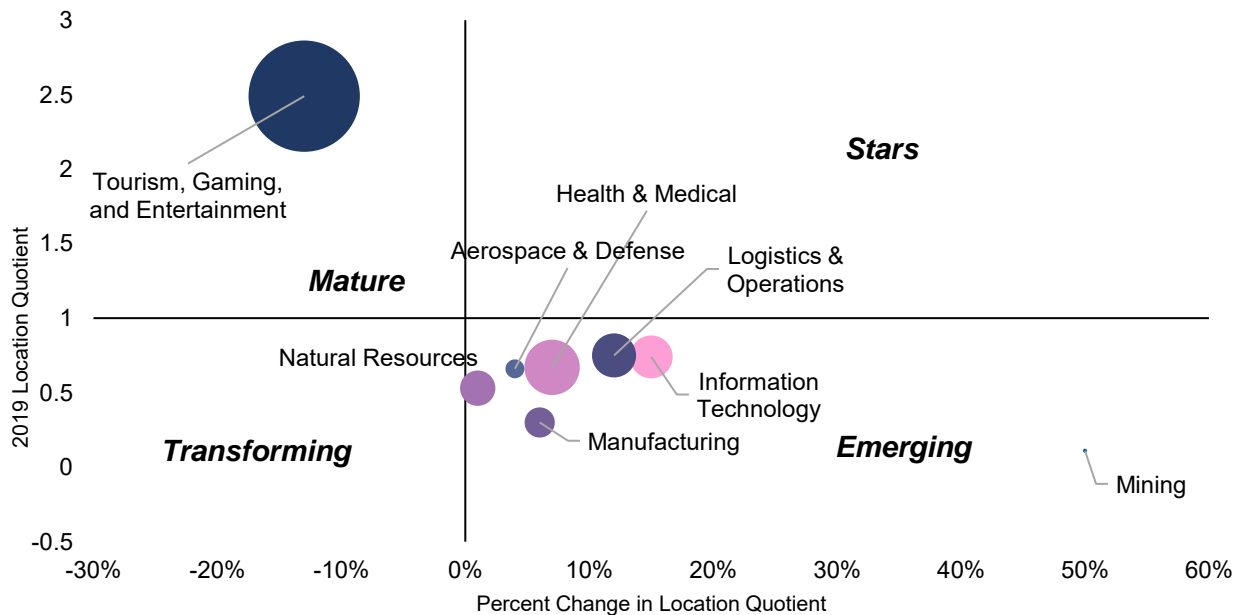 3
2.5
2
1.5
1
0.5
0
-0.5
2019 Location Quotient
Tourism, Gaming,
and Entertainment
Stars
Health & Medical
Aerospace & Defense
Logistics &
Operations
Mature
Natural Resources
Information
Technology
Manufacturing
Transforming
Emerging
Mining
-30% -20% -10% 0% 10% 20% 30% 40% 50% 60%
Percent Change in Location Quotient